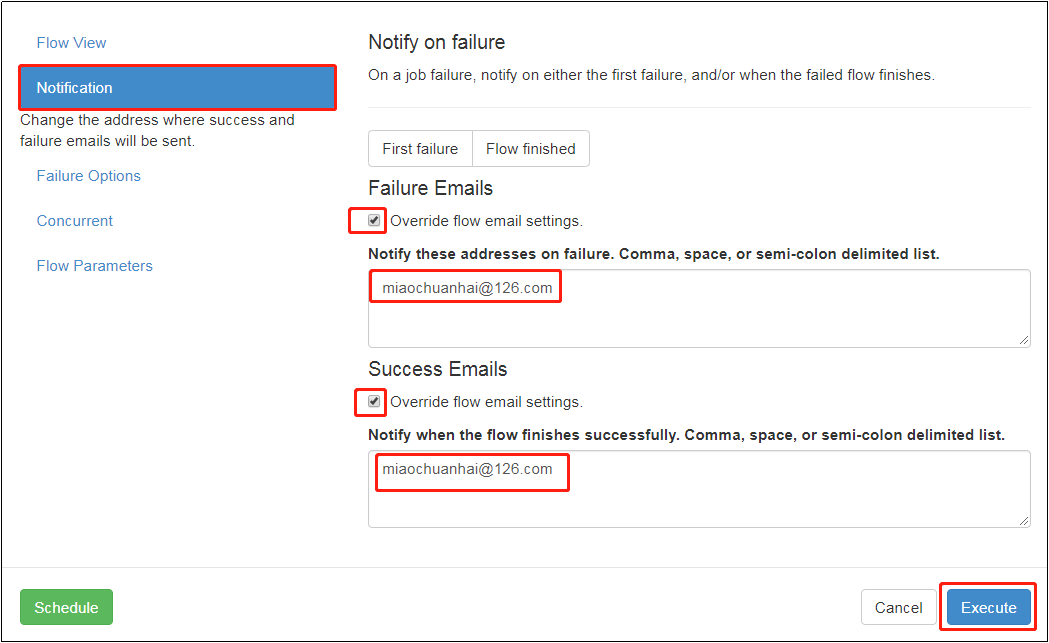 Flow View
Notification
Change the address where success and
failure emails will be sent.
Failure Options
Concurrent
Flow Parameters
Notify on failure
On a job failure, notify on either the first failure, and/or when the failed flow finishes.
First failure
Flow finished
Failure Emails
Override flow email settings.
Notify these addresses on failure. Comma, space, or semi-colon delimited list.
miaochuanhai@126.com
Success Emails
Override flow email settings.
Notify when the flow finishes successfully. Comma, space, or semi-colon delimited list.
miaochuanhai@126.com
Schedule
Cancel
Execute